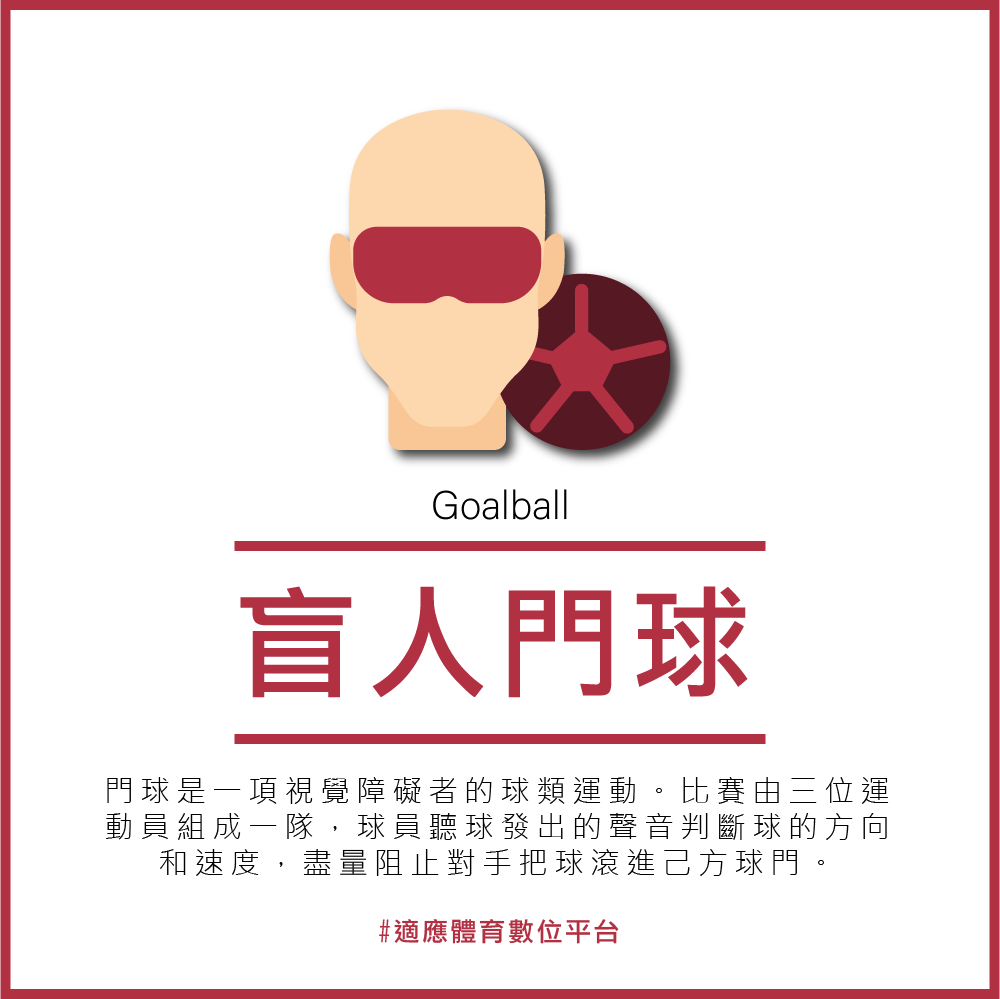 Goalball
盲人門球
門球是一項視覺障礙者的球類運動。比賽由三位運
動員組成一隊，球員聽球發出的聲音判斷球的方向
和速度，盡量阻止對手把球滾進己方球門。
#適應體育數位平台